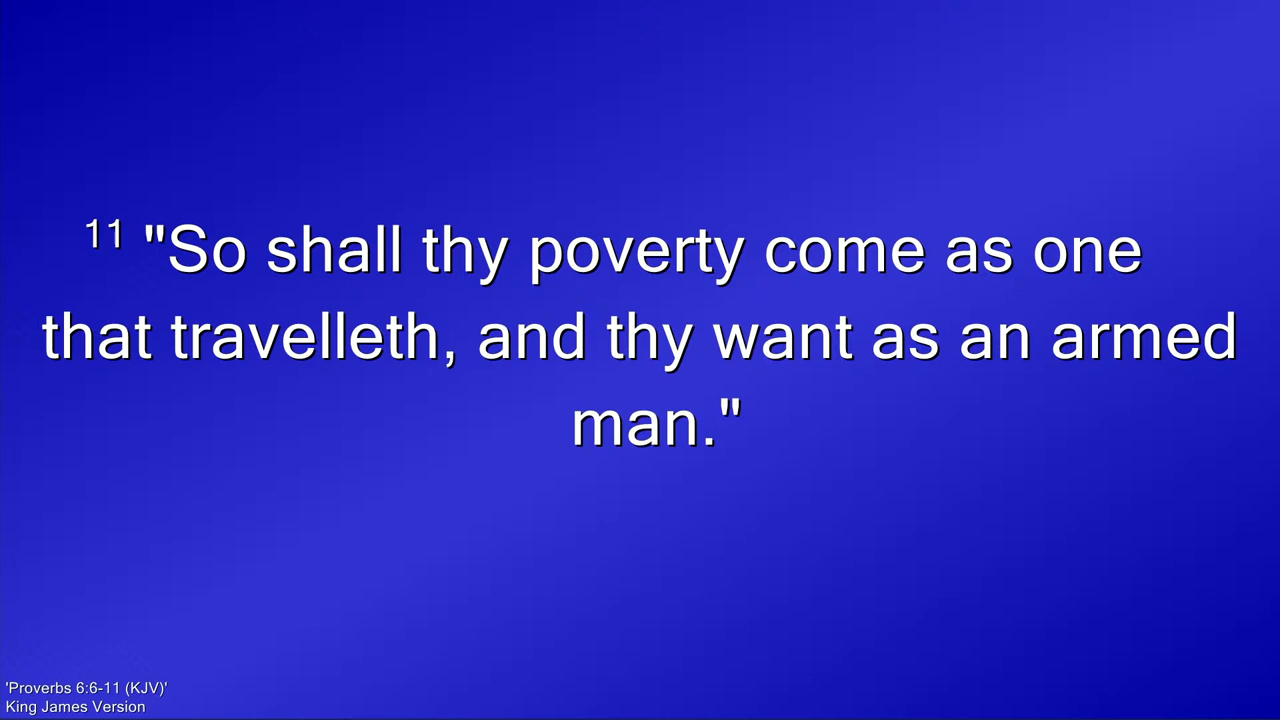 11 "So shall thy poverty come as one
that travelleth, and thy want as an armed
man."
'Proverbs 6:6-11 (KJV)'
King James Version